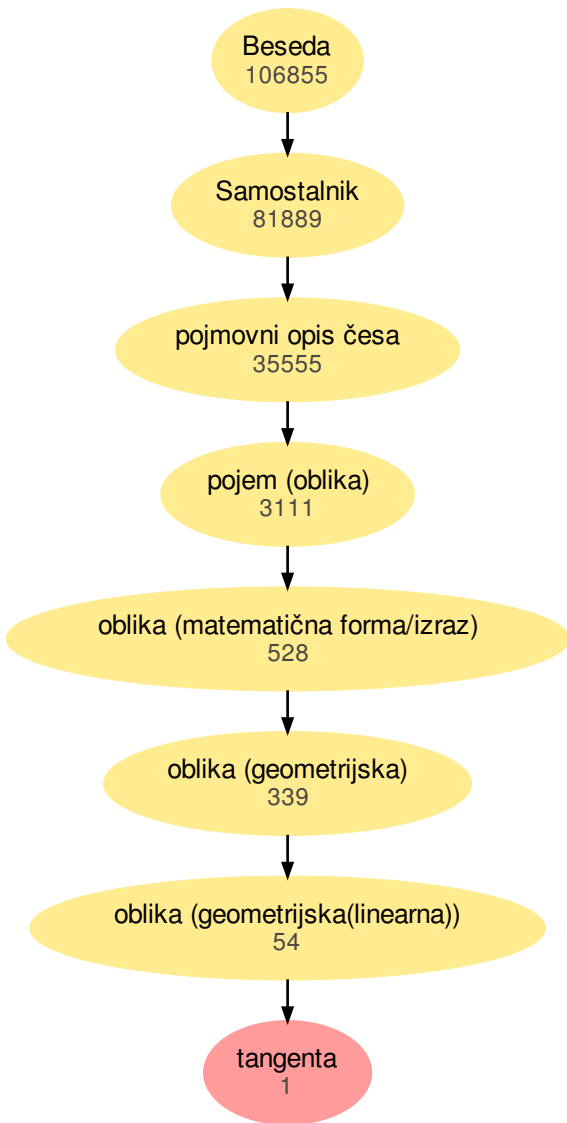 Beseda
106855
Samostalnik
81889
pojmovni opis česa
35555
pojem (oblika)
3111
oblika (matematična forma/izraz)
528
oblika (geometrijska)
339
oblika (geometrijska(linearna))
54
tangenta
1